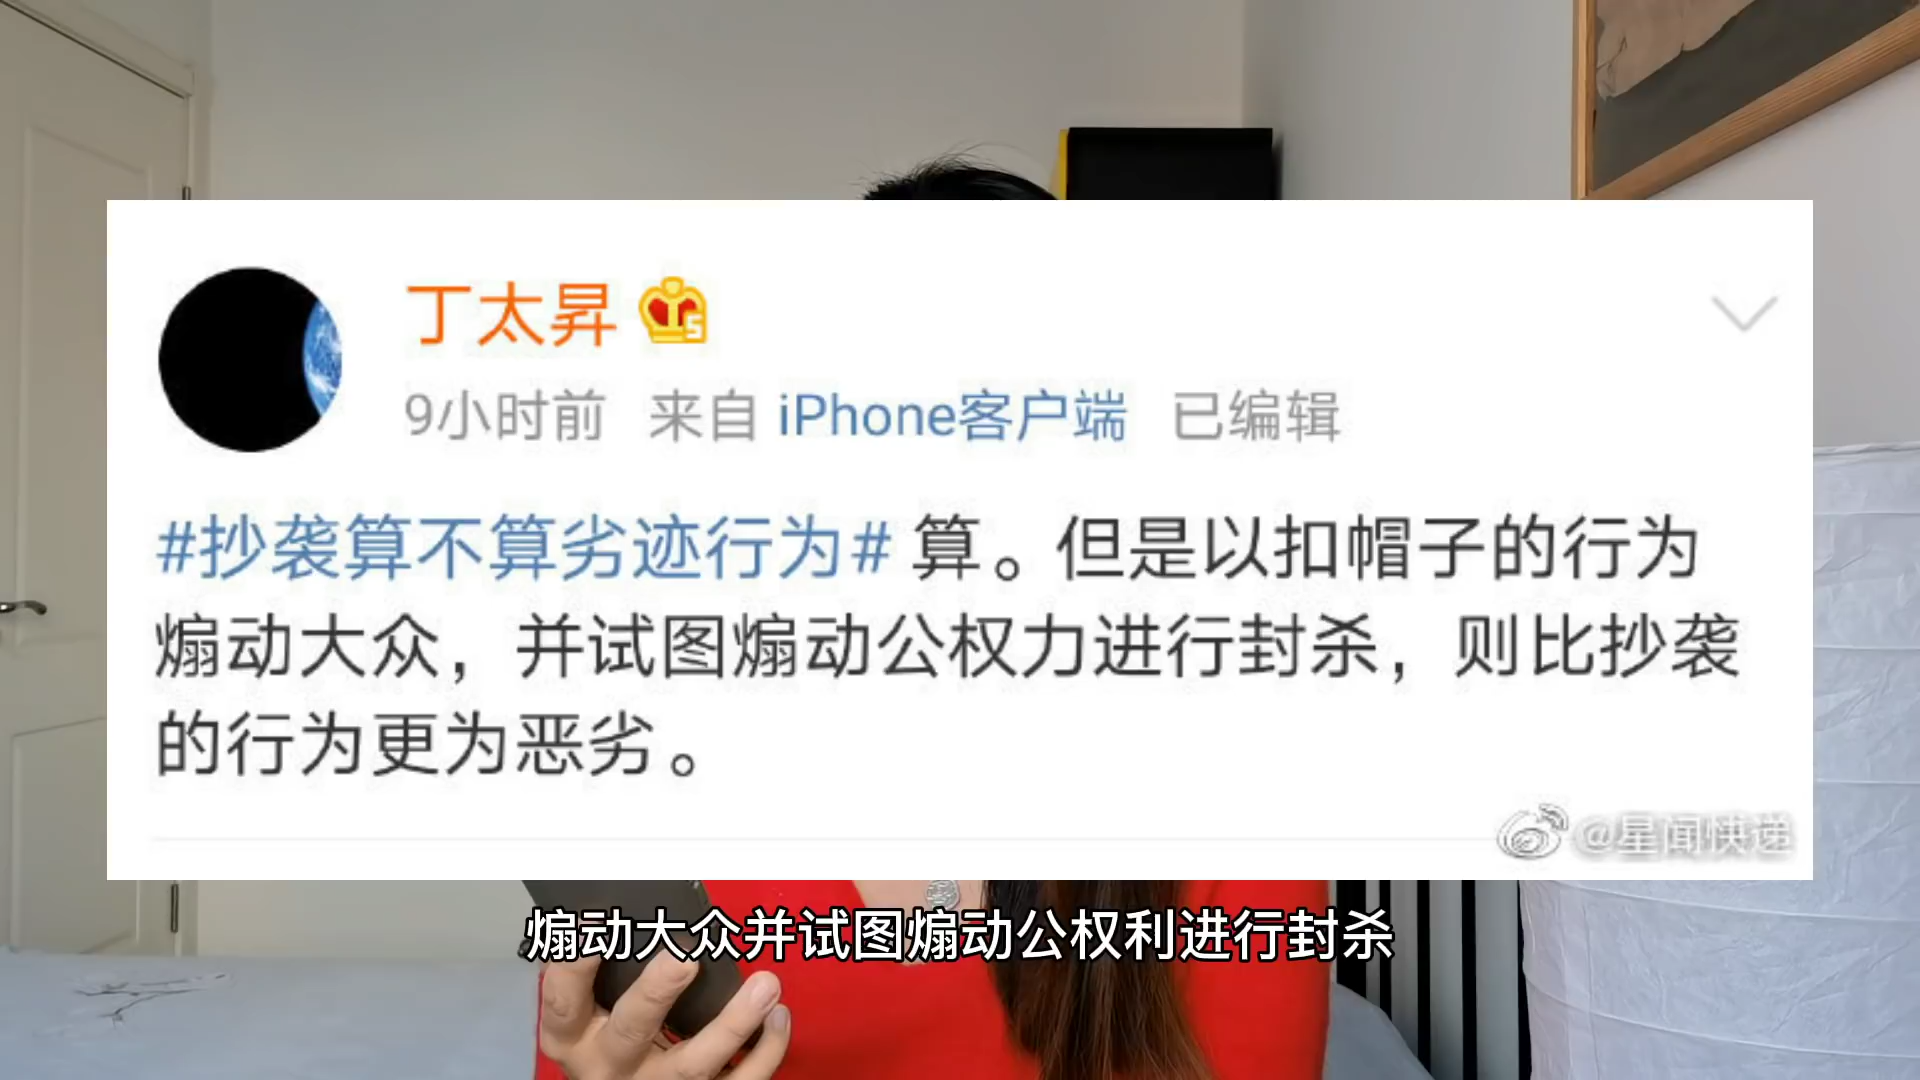 丁太昇
9小时前 来自 iPhone客户端 已编辑
#抄袭算不算劣迹行为# 算。但是以扣帽子的行为
煽动大众，并试图煽动公权力进行封杀，则比抄袭
的行为更为恶劣。
@星闻快递
煽动大众并试图煽动公权利进行封杀